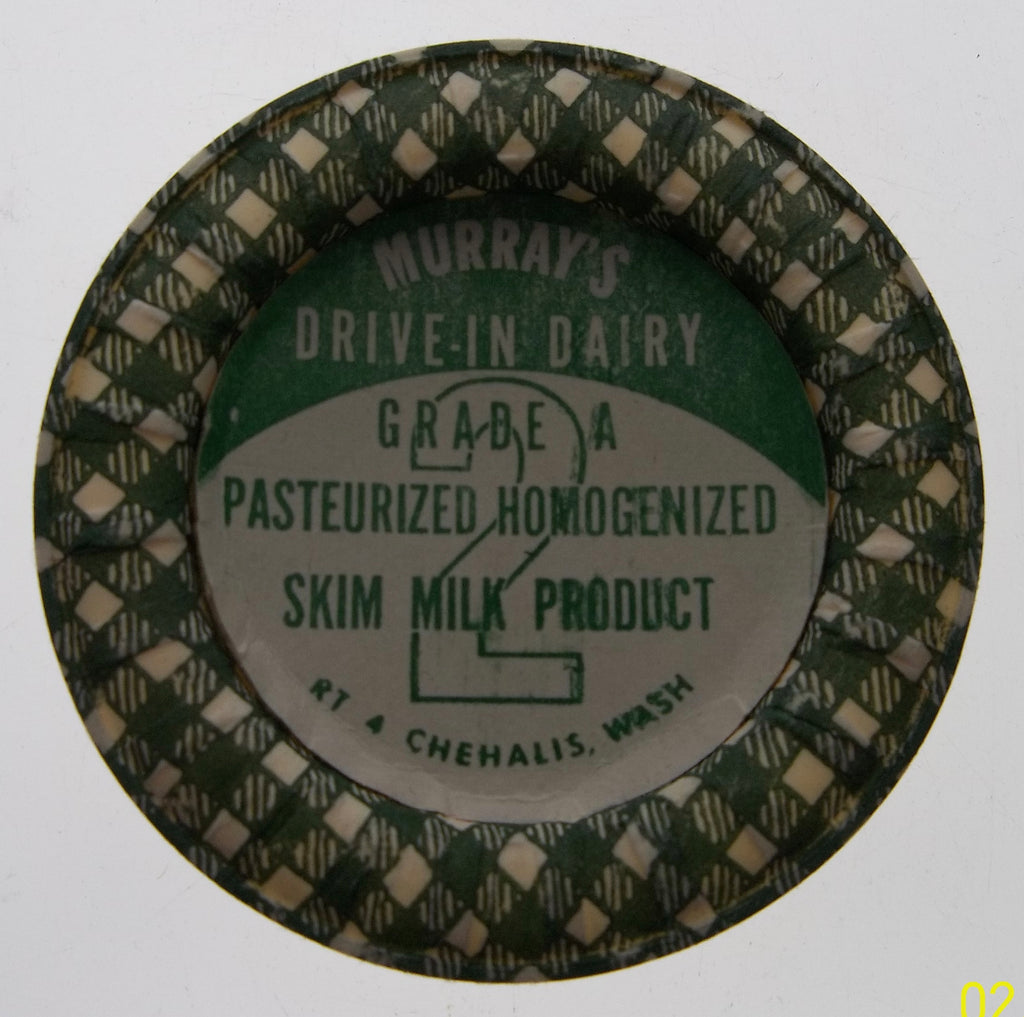 MURRAY'S
DRIVE-IN DAIRY
GRADE A
2
PASTEURIZED HOMOGENIZED
SKIM MILK PRODUCT
RT 4 CHEHALIS, WASH
02